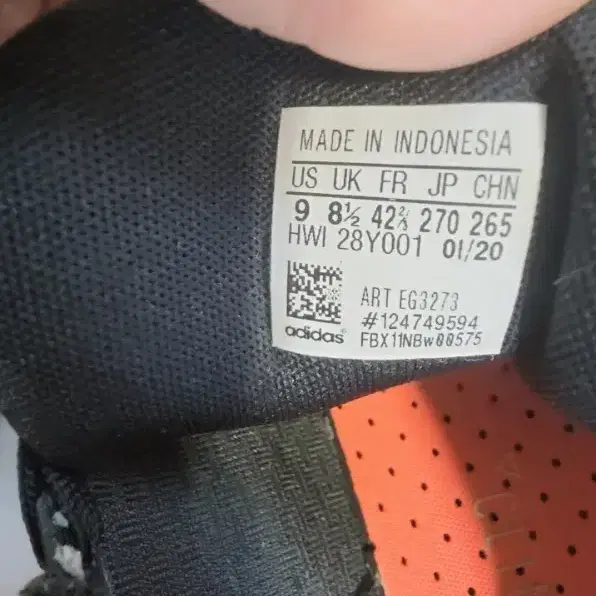 MADE IN INDONESIA
US UK FR JP CHN
9 8½ 42⅔ 270 265
HWI 28Y001 01/20
ART EG3273
#124749594
adidas FBX11NBw00575